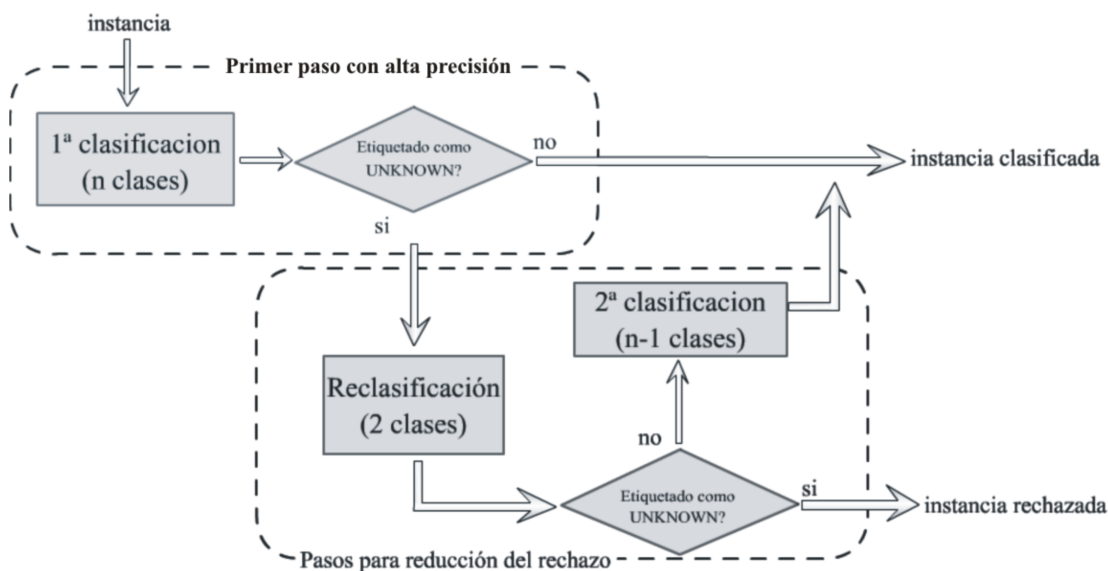 instancia
Primer paso con alta precisión
1ª clasificacion
(n clases)
Etiquetado como
UNKNOWN?
no
instancia clasificada
si
2ª clasificacion
(n-1 clases)
Reclasificación
(2 clases)
no
Etiquetado como
UNKNOWN?
si
instancia rechazada
Pasos para reducción del rechazo